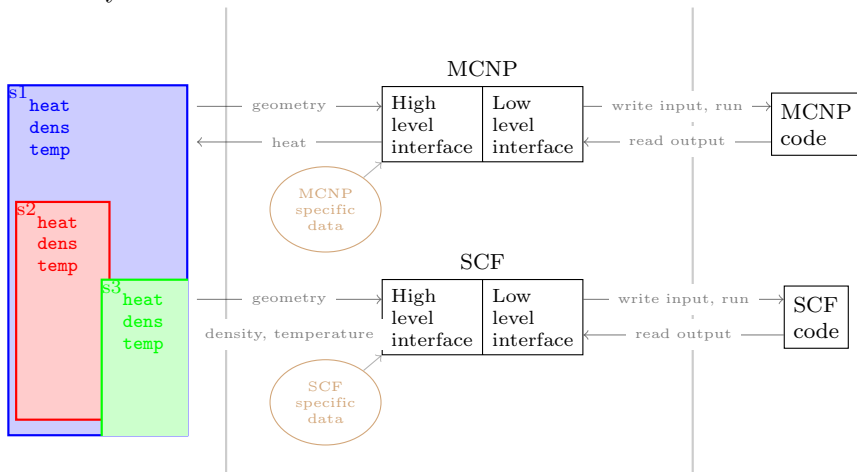 s1
heat
dens
temp
s2
heat
dens
temp
s3
heat
dens
temp
geometry
heat
MCNP
High
level
interface
Low
level
interface
MCNP
specific
data
write input, run
read output
MCNP
code
geometry
density, temperature
SCF
High
level
interface
Low
level
interface
SCF
specific
data
write input, run
read output
SCF
code